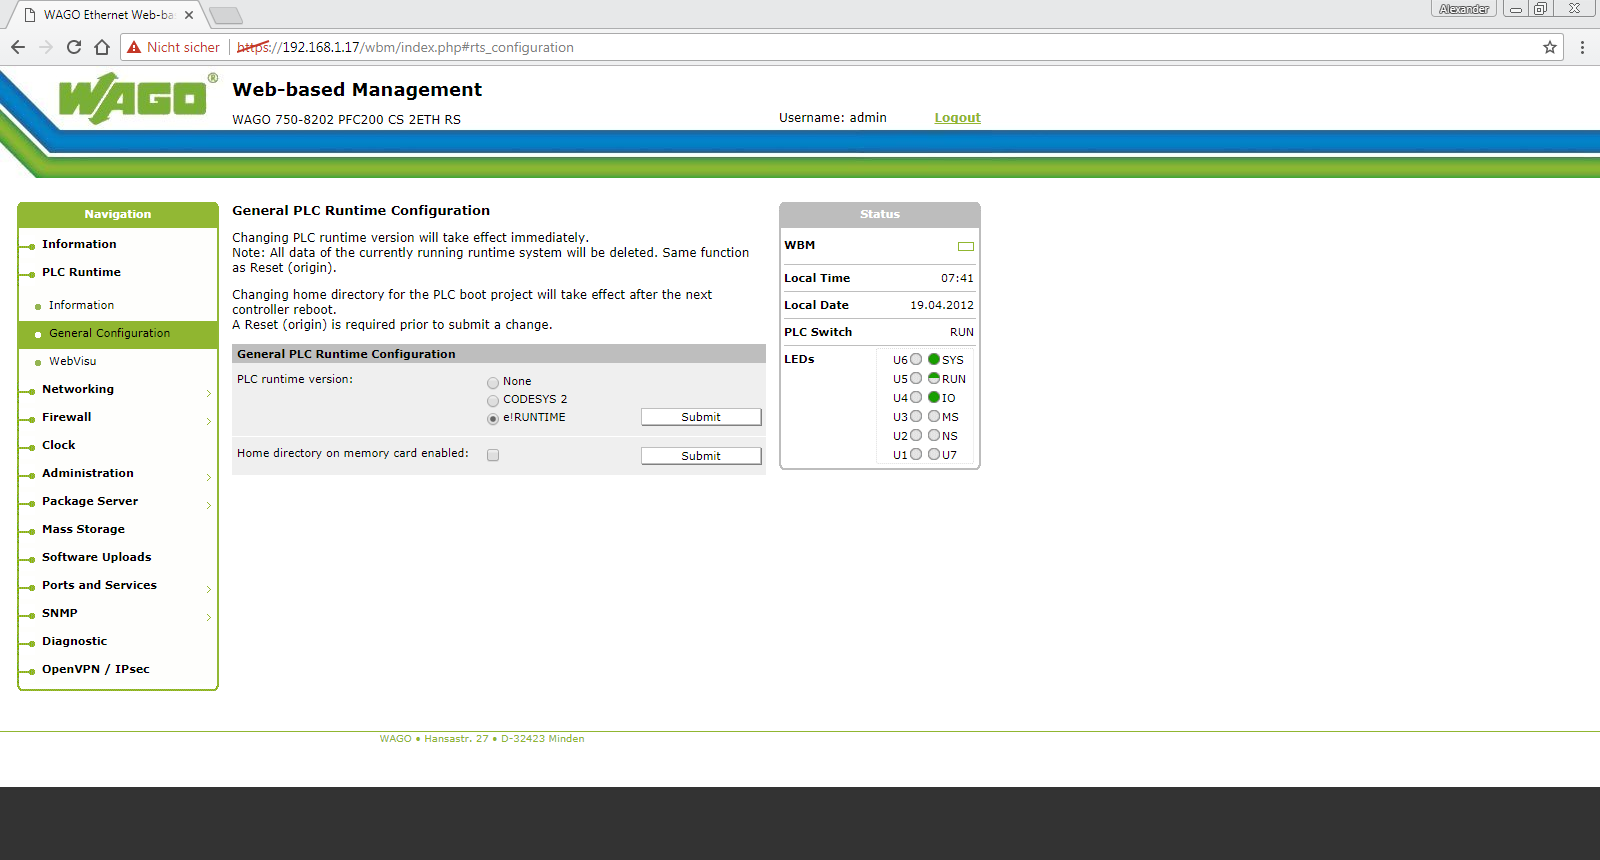 WAGO Ethernet Web-ba
Alexander
Nicht sicher
https://192.168.1.17/wbm/index.php#rts_configuration
WAGO®
Web-based Management
WAGO 750-8202 PFC200 CS 2ETH RS
Username: admin
Logout
Navigation
Information
PLC Runtime
Information
General Configuration
WebVisu
Networking
Firewall
Clock
Administration
Package Server
Mass Storage
Software Uploads
Ports and Services
SNMP
Diagnostic
OpenVPN / IPsec
General PLC Runtime Configuration
Changing PLC runtime version will take effect immediately.
Note: All data of the currently running runtime system will be deleted. Same function
as Reset (origin).
Changing home directory for the PLC boot project will take effect after the next
controller reboot.
A Reset (origin) is required prior to submit a change.
General PLC Runtime Configuration
PLC runtime version:
None
CODESYS 2
e!RUNTIME
Submit
Home directory on memory card enabled:
Submit
Status
WBM
Local Time 07:41
Local Date 19.04.2012
PLC Switch RUN
LEDs
U6 SYS
U5 RUN
U4 IO
U3 MS
U2 NS
U1 U7
WAGO • Hansastr. 27 • D-32423 Minden